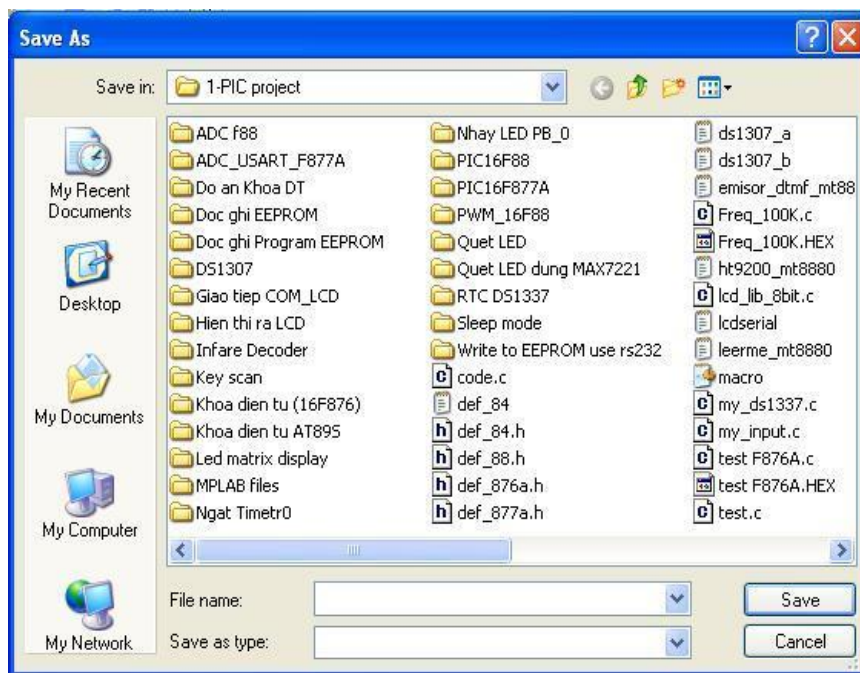 Save As
Save in:
1-PIC project
My Recent
Documents
Desktop
My Documents
My Computer
My Network
ADC f88
ADC_USART_F877A
Do an Khoa DT
Doc ghi EEPROM
Doc ghi Program EEPROM
DS1307
Giao tiep COM_LCD
Hien thi ra LCD
Infare Decoder
Key scan
Khoa dien tu (16F876)
Khoa dien tu AT89S
Led matrix display
MPLAB files
Ngat Timetr0
Nhay LED PB_0
PIC16F88
PIC16F877A
PWM_16F88
Quet LED
Quet LED dung MAX7221
RTC DS1337
Sleep mode
Write to EEPROM use rs232
code.c
def_84
def_84.h
def_88.h
def_876a.h
def_877a.h
ds1307_a
ds1307_b
emisor_dtmf_mt88
Freq_100K.c
Freq_100K.HEX
ht9200_mt8880
lcd_lib_8bit.c
lcdserial
leerme_mt8880
macro
my_ds1337.c
my_input.c
test F876A.c
test F876A.HEX
test.c
File name:
Save
Save as type:
Cancel